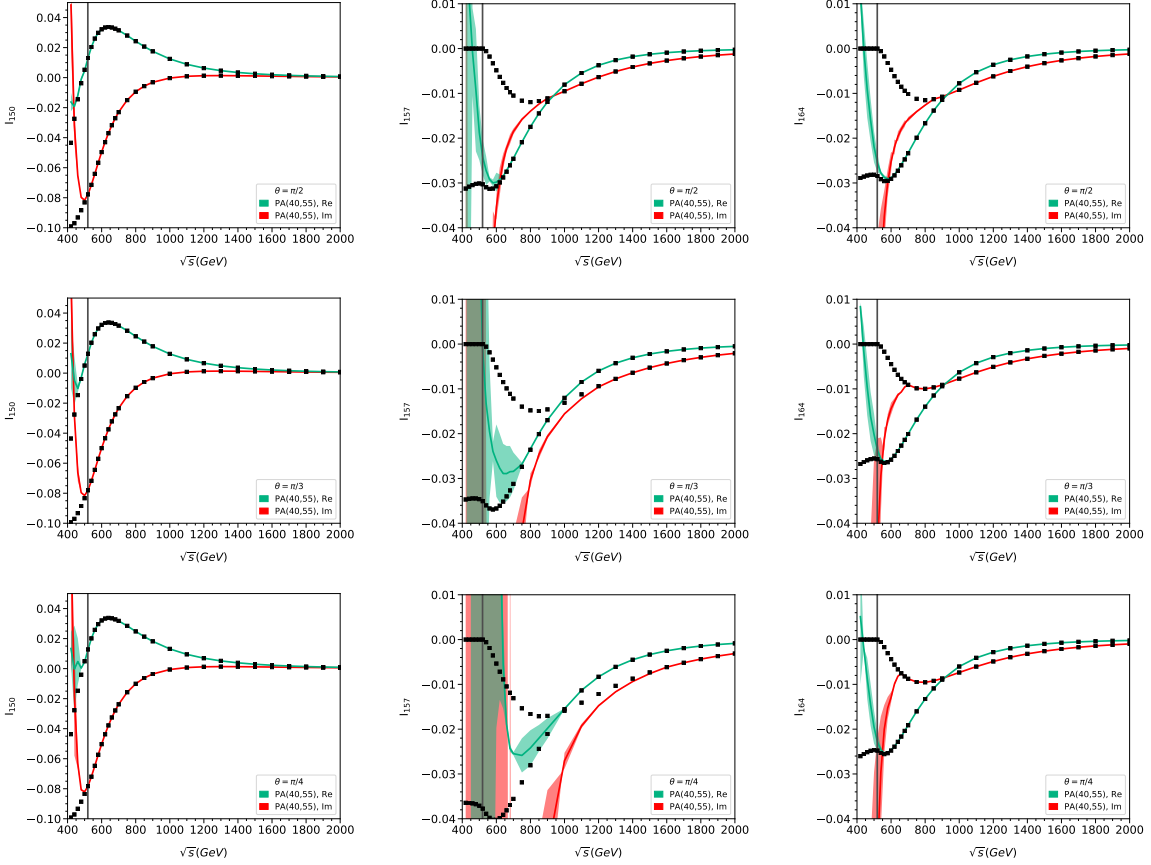 0.04
0.02
0.00
−0.02
−0.04
−0.06
−0.08
−0.10
I150
400 600 800 1000 1200 1400 1600 1800 2000
√s(GeV)
θ = π/2
PA(40,55), Re
PA(40,55), Im
0.01
0.00
−0.01
−0.02
−0.03
−0.04
I157
400 600 800 1000 1200 1400 1600 1800 2000
√s(GeV)
θ = π/2
PA(40,55), Re
PA(40,55), Im
0.01
0.00
−0.01
−0.02
−0.03
−0.04
I164
400 600 800 1000 1200 1400 1600 1800 2000
√s(GeV)
θ = π/2
PA(40,55), Re
PA(40,55), Im
0.04
0.02
0.00
−0.02
−0.04
−0.06
−0.08
−0.10
I150
400 600 800 1000 1200 1400 1600 1800 2000
√s(GeV)
θ = π/3
PA(40,55), Re
PA(40,55), Im
0.01
0.00
−0.01
−0.02
−0.03
−0.04
I157
400 600 800 1000 1200 1400 1600 1800 2000
√s(GeV)
θ = π/3
PA(40,55), Re
PA(40,55), Im
0.01
0.00
−0.01
−0.02
−0.03
−0.04
I164
400 600 800 1000 1200 1400 1600 1800 2000
√s(GeV)
θ = π/3
PA(40,55), Re
PA(40,55), Im
0.04
0.02
0.00
−0.02
−0.04
−0.06
−0.08
−0.10
I150
400 600 800 1000 1200 1400 1600 1800 2000
√s(GeV)
θ = π/4
PA(40,55), Re
PA(40,55), Im
0.01
0.00
−0.01
−0.02
−0.03
−0.04
I157
400 600 800 1000 1200 1400 1600 1800 2000
√s(GeV)
θ = π/4
PA(40,55), Re
PA(40,55), Im
0.01
0.00
−0.01
−0.02
−0.03
−0.04
I164
400 600 800 1000 1200 1400 1600 1800 2000
√s(GeV)
θ = π/4
PA(40,55), Re
PA(40,55), Im